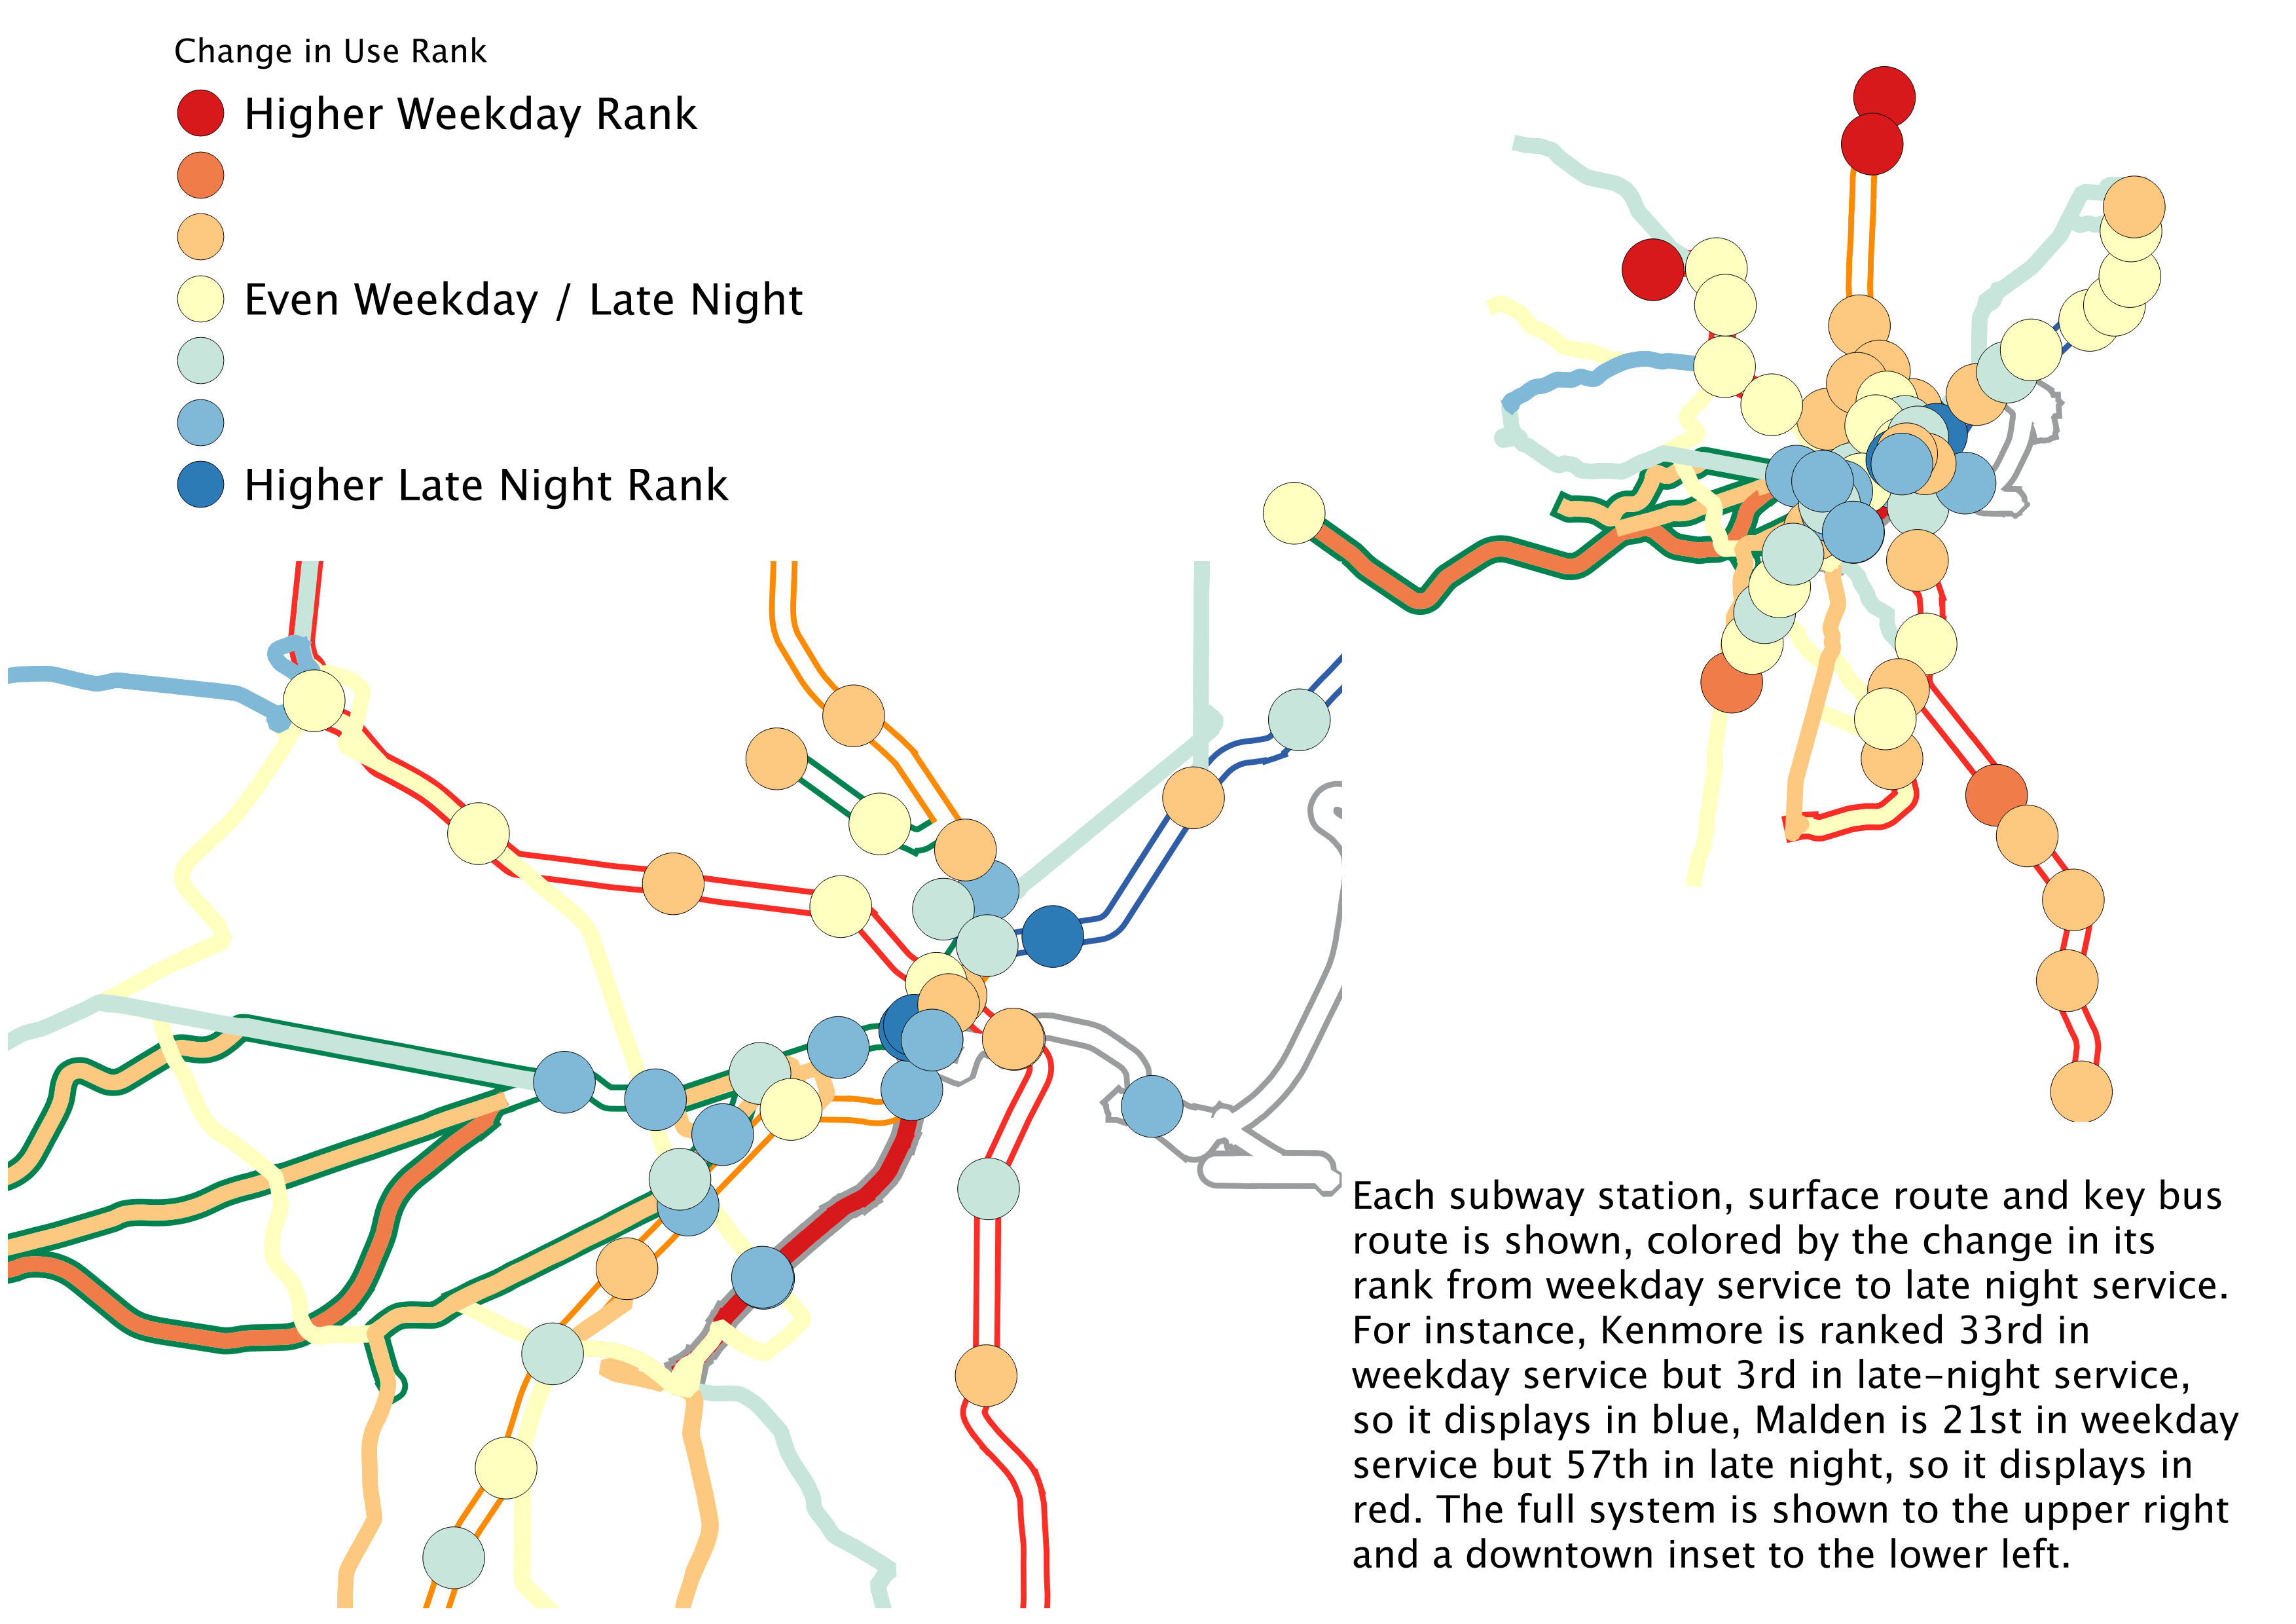 Change in Use Rank
Higher Weekday Rank
Even Weekday / Late Night
Higher Late Night Rank
Each subway station, surface route and key bus
route is shown, colored by the change in its
rank from weekday service to late night service.
For instance, Kenmore is ranked 33rd in
weekday service but 3rd in late-night service,
so it displays in blue, Malden is 21st in weekday
service but 57th in late night, so it displays in
red. The full system is shown to the upper right
and a downtown inset to the lower left.